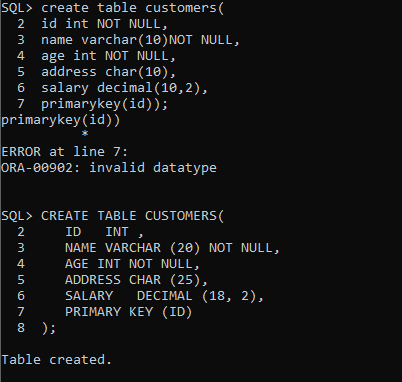 SQL> create table customers(
  2  id int NOT NULL,
  3  name varchar(10)NOT NULL,
  4  age int NOT NULL,
  5  address char(10),
  6  salary decimal(10,2),
  7  primarykey(id));
primarykey(id))
          *
ERROR at line 7:
ORA-00902: invalid datatype

SQL> CREATE TABLE CUSTOMERS(
  2     ID   INT ,
  3     NAME VARCHAR (20) NOT NULL,
  4     AGE INT NOT NULL,
  5     ADDRESS CHAR (25),
  6     SALARY   DECIMAL (18, 2),
  7     PRIMARY KEY (ID)
  8  );

Table created.